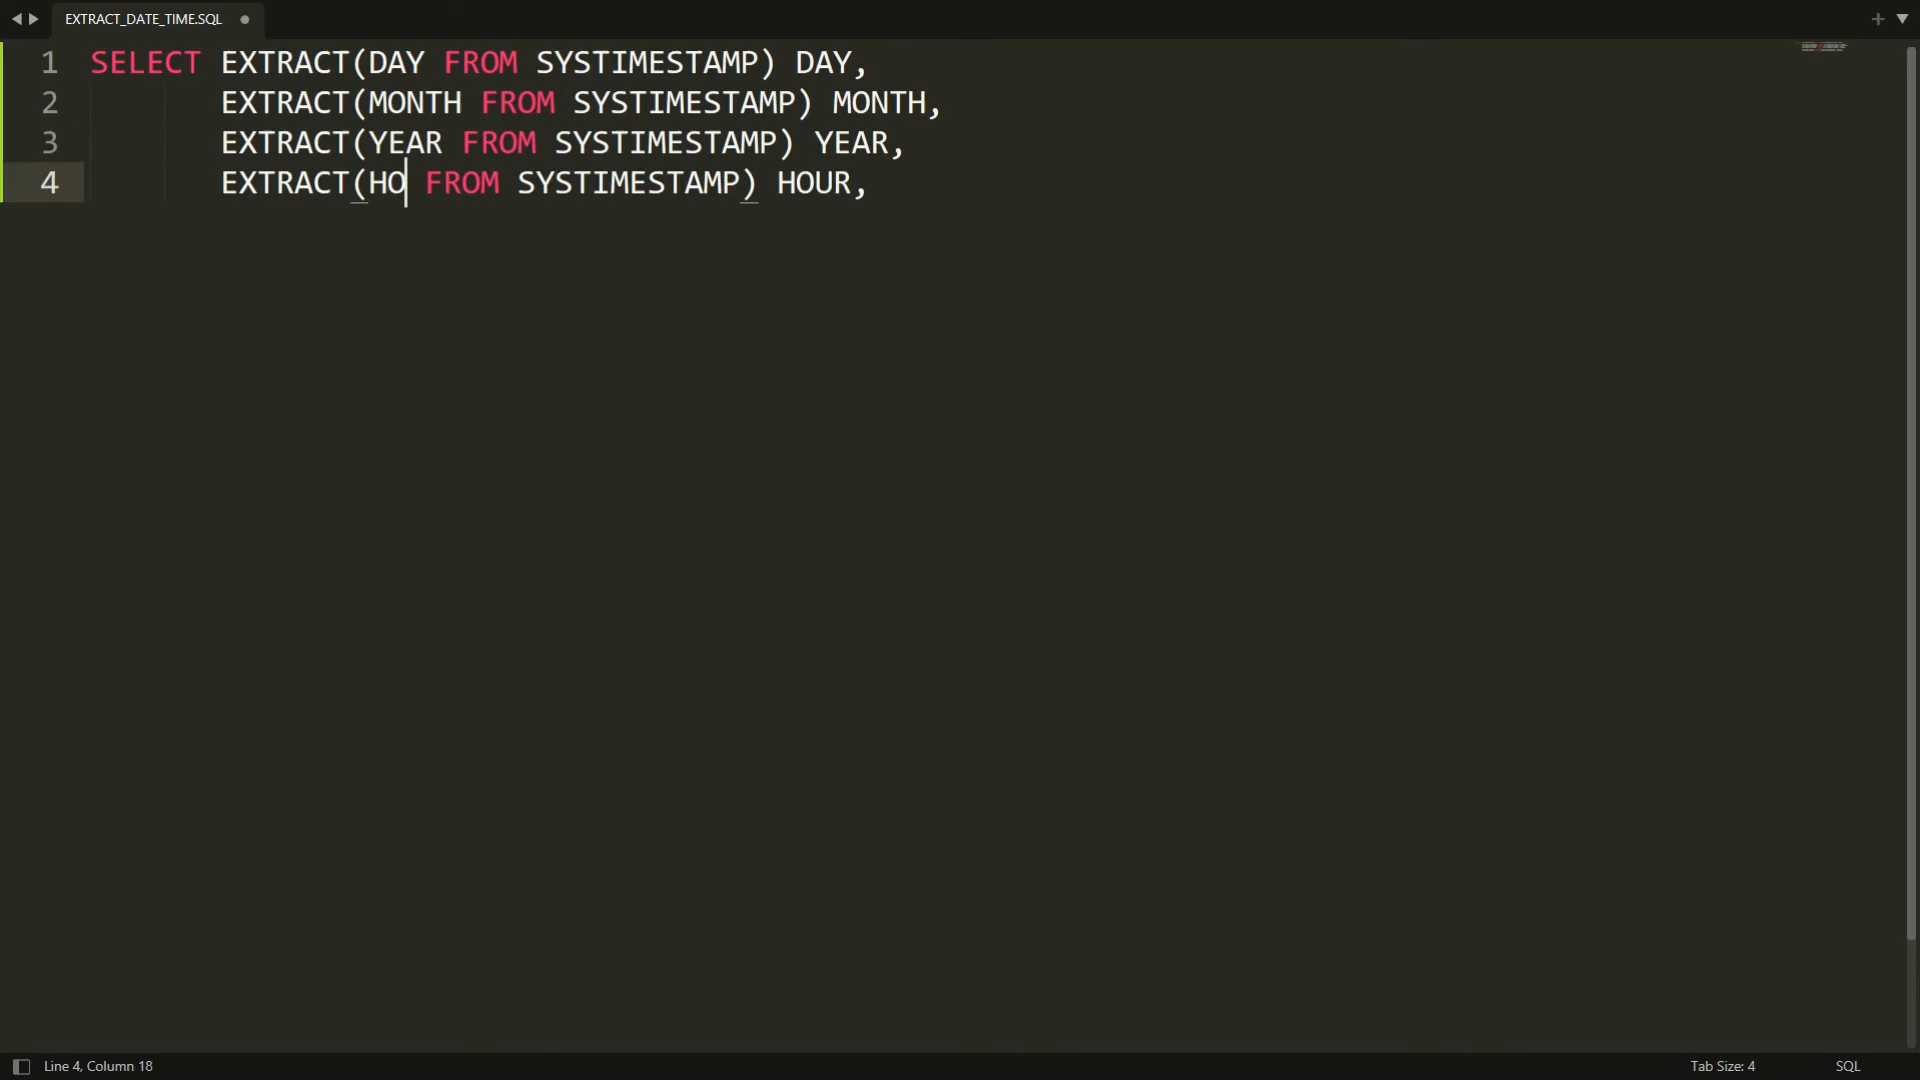 EXTRACT_DATE_TIME.SQL
1 SELECT EXTRACT(DAY FROM SYSTIMESTAMP) DAY,
2 EXTRACT(MONTH FROM SYSTIMESTAMP) MONTH,
3 EXTRACT(YEAR FROM SYSTIMESTAMP) YEAR,
4 EXTRACT(HO FROM SYSTIMESTAMP) HOUR,
Line 4, Column 18 Tab Size: 4 SQL